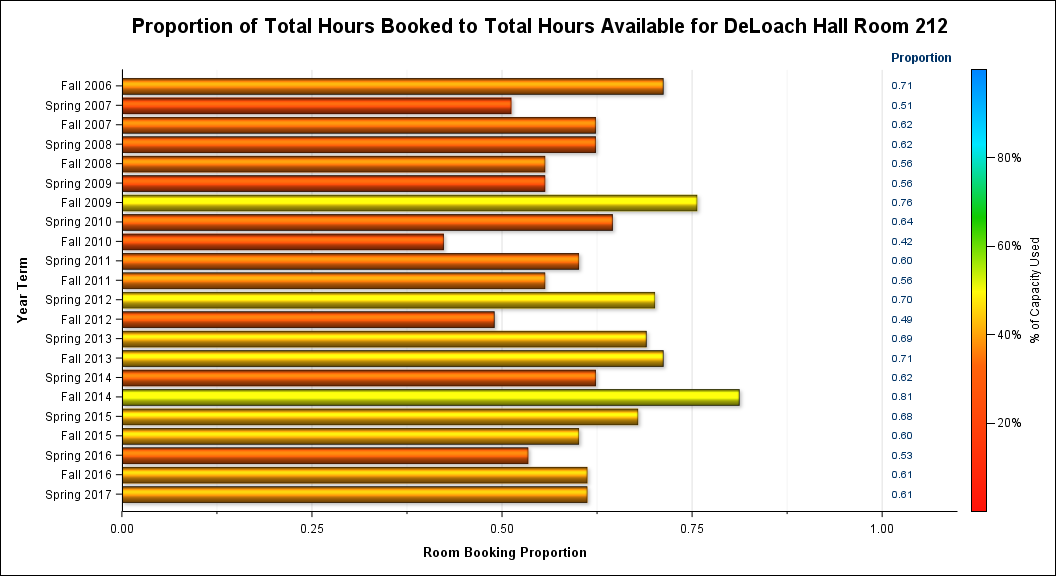 Proportion of Total Hours Booked to Total Hours Available for DeLoach Hall Room 212
Proportion
Fall 2006 0.71
Spring 2007 0.51
Fall 2007 0.62
Spring 2008 0.62
Fall 2008 0.56
Spring 2009 0.56
Fall 2009 0.76
Spring 2010 0.64
Fall 2010 0.42
Spring 2011 0.60
Fall 2011 0.56
Spring 2012 0.70
Fall 2012 0.49
Spring 2013 0.69
Fall 2013 0.71
Spring 2014 0.62
Fall 2014 0.81
Spring 2015 0.68
Fall 2015 0.60
Spring 2016 0.53
Fall 2016 0.61
Spring 2017 0.61
Year Term
0.00 0.25 0.50 0.75 1.00
Room Booking Proportion
80%
60%
40%
20%
% of Capacity Used